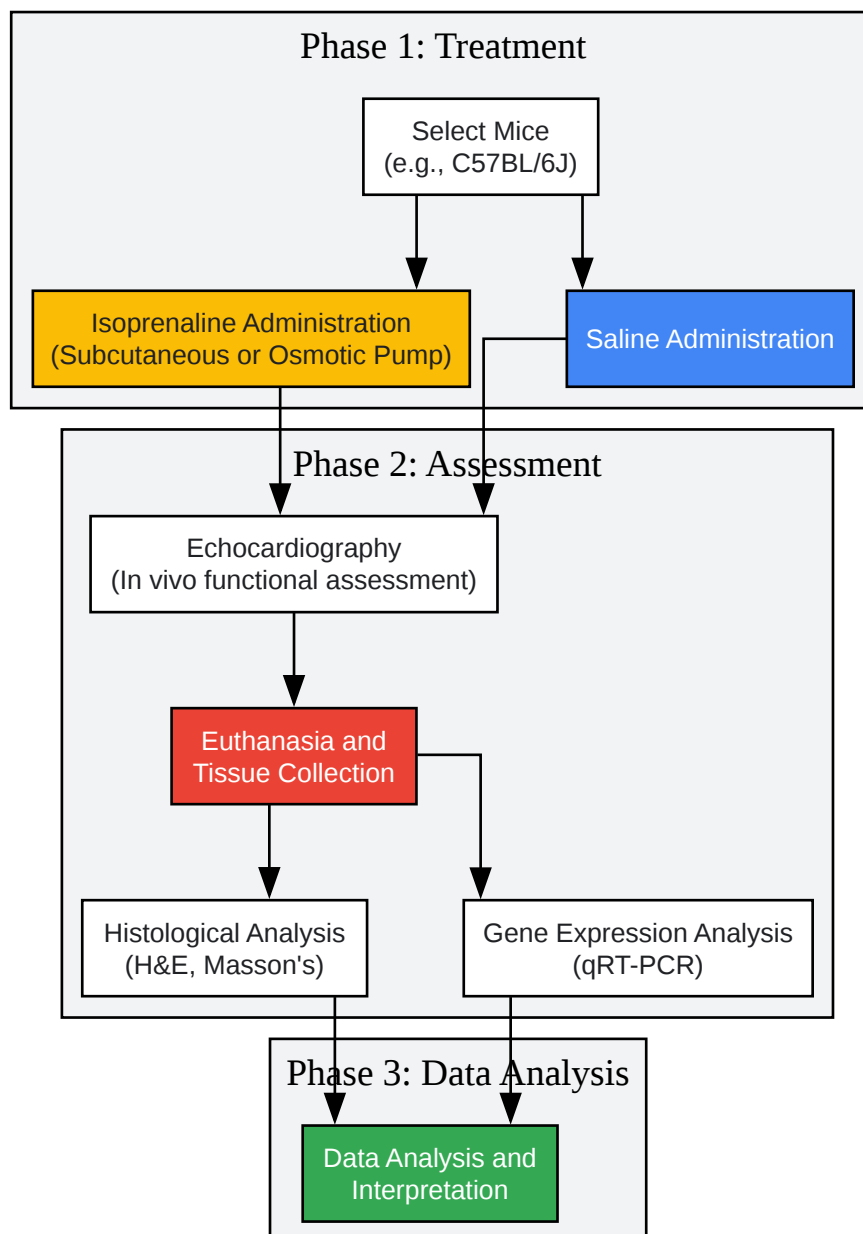 Phase 1: Treatment
Select Mice
(e.g., C57BL/6J)
Isoprenaline Administration
(Subcutaneous or Osmotic Pump)
Saline Administration
Phase 2: Assessment
Echocardiography
(In vivo functional assessment)
Euthanasia and
Tissue Collection
Histological Analysis
(H&E, Masson's)
Gene Expression Analysis
(qRT-PCR)
Phase 3: Data Analysis
Data Analysis and
Interpretation